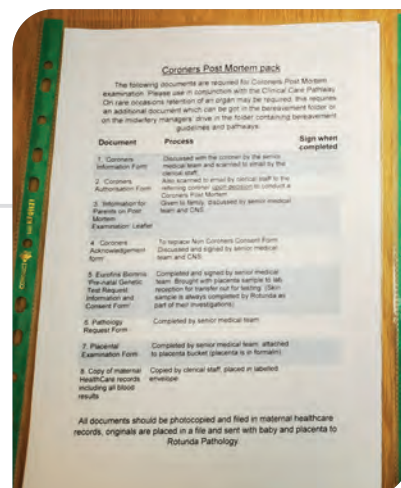 Coroners Post Mortem pack
The following documents are required for Coroners Post Mortem
examination. Please use in conjunction with the Clinical Care Pathway
On rare occasions retention of an organ may be required, this requires
an additional document which can be got in the bereavement folder or
on the midwifery managers' drive in the folder containing bereavement
guidelines and pathways.
Document Process Sign when
completed
1. Coroners Discussed with the coroner by the senior
Information Form medical team and scanned to email by the
clerical staff.
2. Coroners Also scanned to email by clerical staff to the
Authorisation Form referring coroner upon decision to conduct a
Coroners Post Mortem
3. Information for Given to family, discussed by senior medical
Parents on Post team and CNS.
Mortem
Examination: Leaflet
4. Coroners To replace Non Coroners Consent Form.
Acknowledgement Discussed and signed by senior medical
form team and CNS.
5. Eurofins Biomnis Completed and signed by senior medical
'Pre-natal Genetic team. Brought with placenta sample to lab
Test Request reception for transfer out for testing. (Skin
Information and sample is always completed by Rotunda as
Consent Form' part of their investigations)
6. Pathology Completed by senior medical team
Request Form
7. Placental Completed by senior medical team, attached
Examination Form to placenta bucket (placenta is in formalin)
8. Copy of maternal Copied by clerical staff, placed in labelled
HealthCare records envelope.
including all blood
results
All documents should be photocopied and filed in maternal healthcare
records, originals are placed in a file and sent with baby and placenta to
Rotunda Pathology.